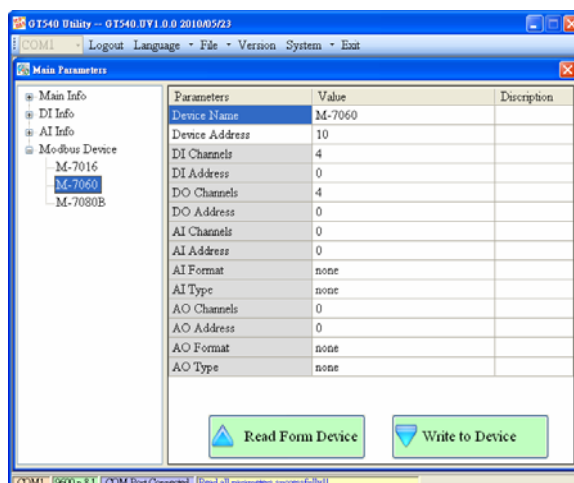 GT540 Utility -- GT540.UV1.0.0 2010/05/23
COM1 Logout Language File Version System Exit
Main Parameters
Main Info
DI Info
AI Info
Modbus Device
M-7016
M-7060
M-7080B
Parameters Value Discription
Device Name M-7060
Device Address 10
DI Channels 4
DI Address 0
DO Channels 4
DO Address 0
AI Channels 0
AI Address 0
AI Format none
AI Type none
AO Channels 0
AO Address 0
AO Format none
AO Type none
Read Form Device Write to Device
COM1